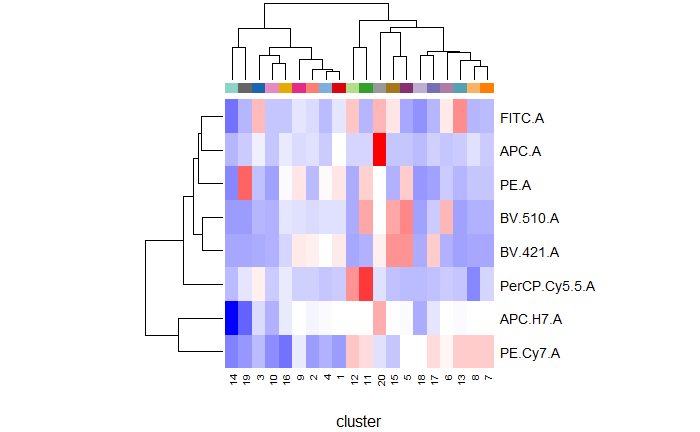 FITC.A
APC.A
PE.A
BV.510.A
BV.421.A
PerCP.Cy5.5.A
APC.H7.A
PE.Cy7.A
14 19 3 10 16 9 2 4 1 12 11 20 15 5 18 17 6 13 8 7
cluster